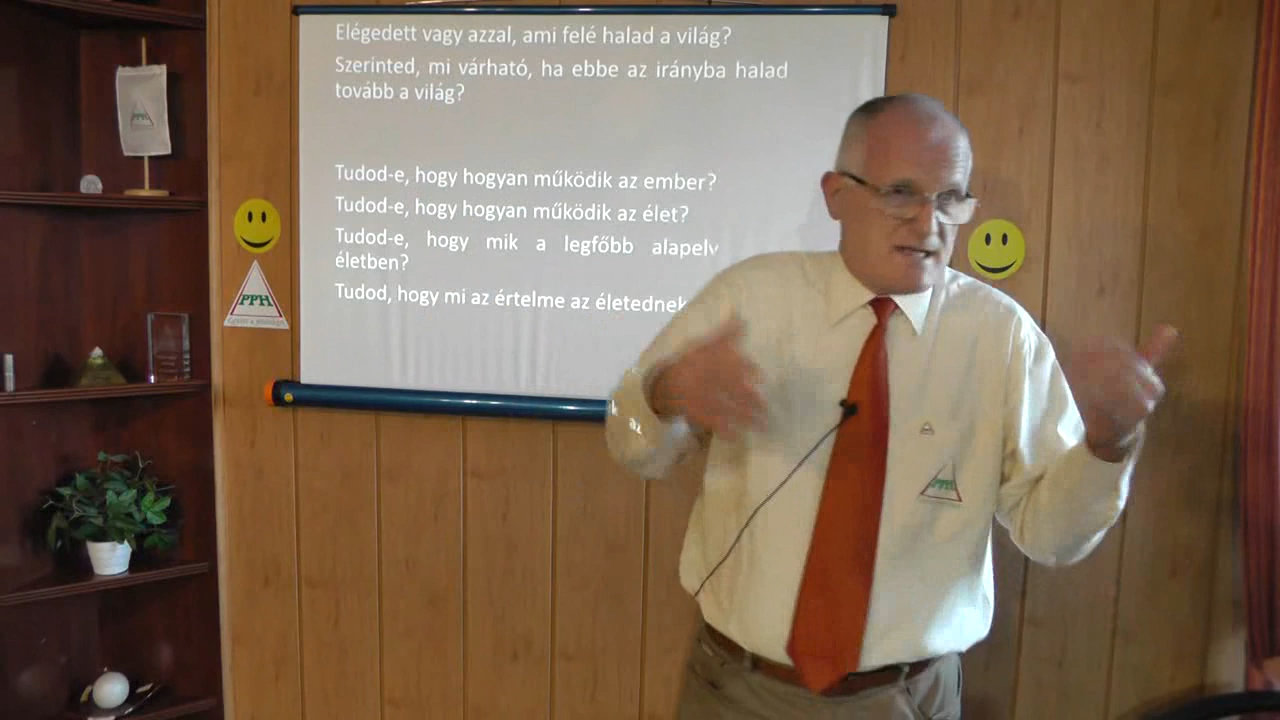 Elégedett vagy azzal, ami felé halad a világ?
Szerinted, mi várható, ha ebbe az irányba halad
tovább a világ?
Tudod-e, hogy hogyan működik az ember?
Tudod-e, hogy hogyan működik az élet?
Tudod-e, hogy mik a legfőbb alapelv
életben?
Tudod, hogy mi az értelme az életednek
PPH
PPH
PPH